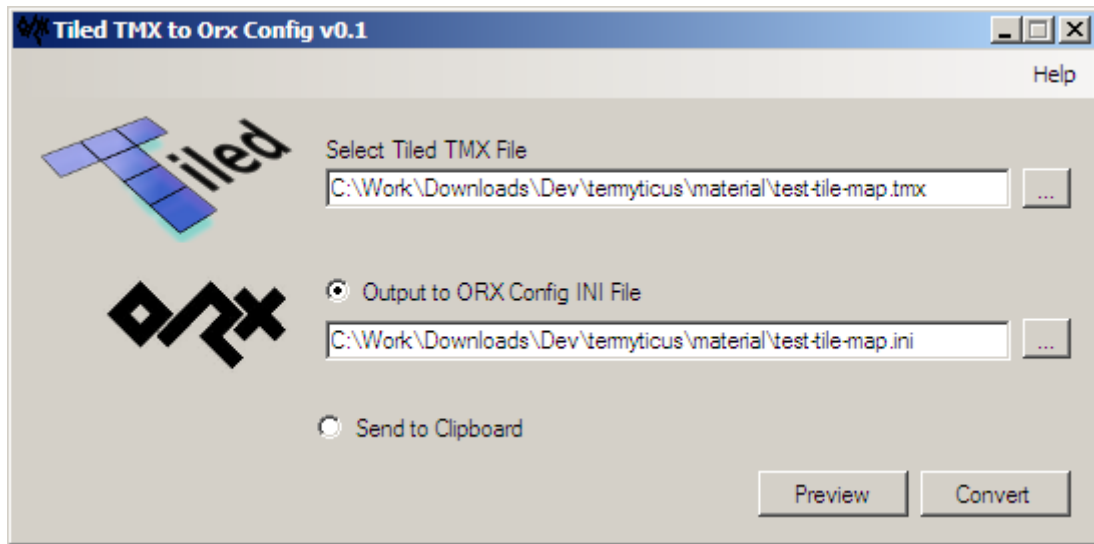 orx Tiled TMX to Orx Config v0.1
Help
Tiled
Select Tiled TMX File
C:\Work\Downloads\Dev\termyticus\material\test-tile-map.tmx
...
orx
Output to ORX Config INI File
C:\Work\Downloads\Dev\termyticus\material\test-tile-map.ini
...
Send to Clipboard
Preview
Convert